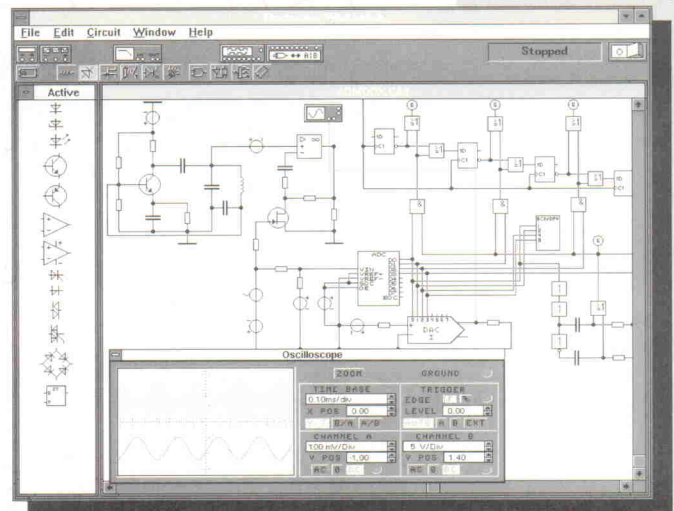 File Edit Circuit Window Help
Stopped
Active
ADC
DAC
Oscilloscope
ZOOM GROUND
TIME BASE
0.10ms/div
X POS 0.00
Y/T B/A A/B
TRIGGER
EDGE
LEVEL 0.00
AUTO A B EXT
CHANNEL A
100 mV/Div
Y POS -1.00
AC 0 DC
CHANNEL B
5 V/Div
Y POS 1.40
AC 0 DC